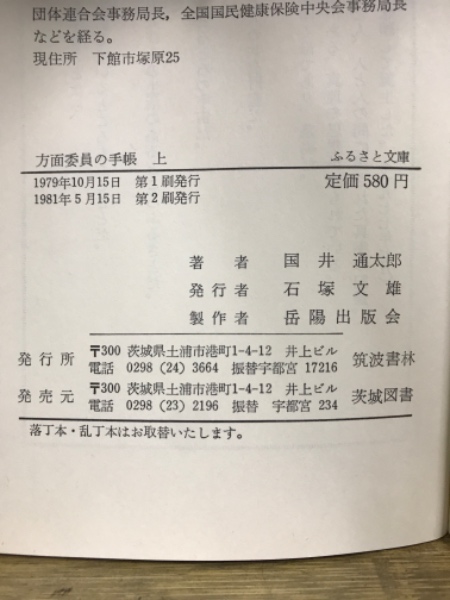 団体連合会事務局長，全国国民健康保険中央会事務局長
などを経る。
現住所 下館市塚原25
方面委員の手帳 上 ふるさと文庫
1979年10月15日 第1刷発行 定価580円
1981年5月15日 第2刷発行
著者 国井通太郎
発行者 石塚文雄
製作者 岳陽出版会
発行所 〒300 茨城県土浦市港町1-4-12 井上ビル 筑波書林
電話 0298 (24) 3664 振替宇都宮 17216
発売元 〒300 茨城県土浦市港町1-4-12 井上ビル 茨城図書
電話 0298 (23) 2196 振替 宇都宮 234
落丁本・乱丁本はお取替いたします。